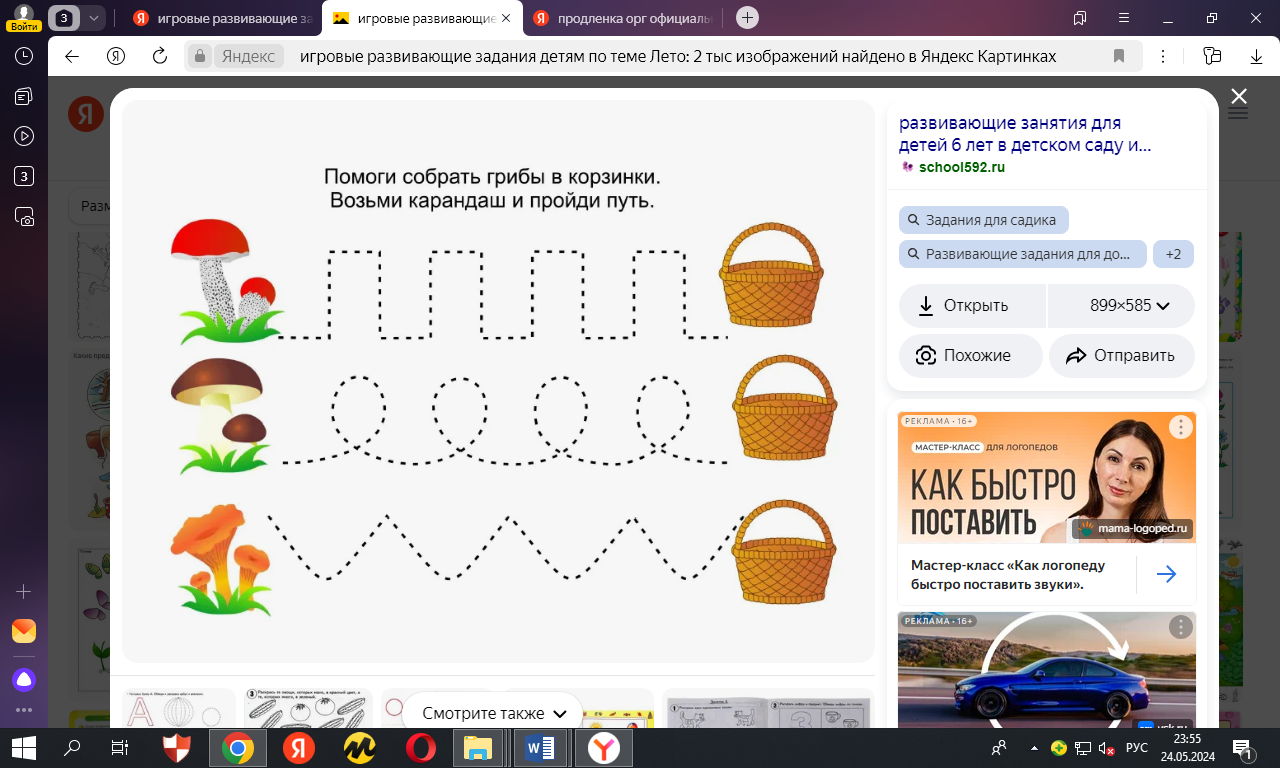 Войти
3
игровые развивающие за
игровые развивающие
продленка орг официаль
Яндекс
игровые развивающие задания детям по теме Лето: 2 тыс изображений найдено в Яндекс Картинках
3
Я
Помоги собрать грибы в корзинки.
Возьми карандаш и пройди путь.
развивающие занятия для
детей 6 лет в детском саду и...
school592.ru
Задания для садика
Развивающие задания для до...
+2
Открыть
899×585
Похожие
Отправить
РЕКЛАМА • 16+
МАСТЕР-КЛАСС ДЛЯ ЛОГОПЕДОВ
КАК БЫСТРО
ПОСТАВИТЬ
mama-logoped.ru
Мастер-класс «Как логопеду
быстро поставить звуки».
РЕКЛАМА • 16+
Смотрите также
РУС
23:55
24.05.2024
1